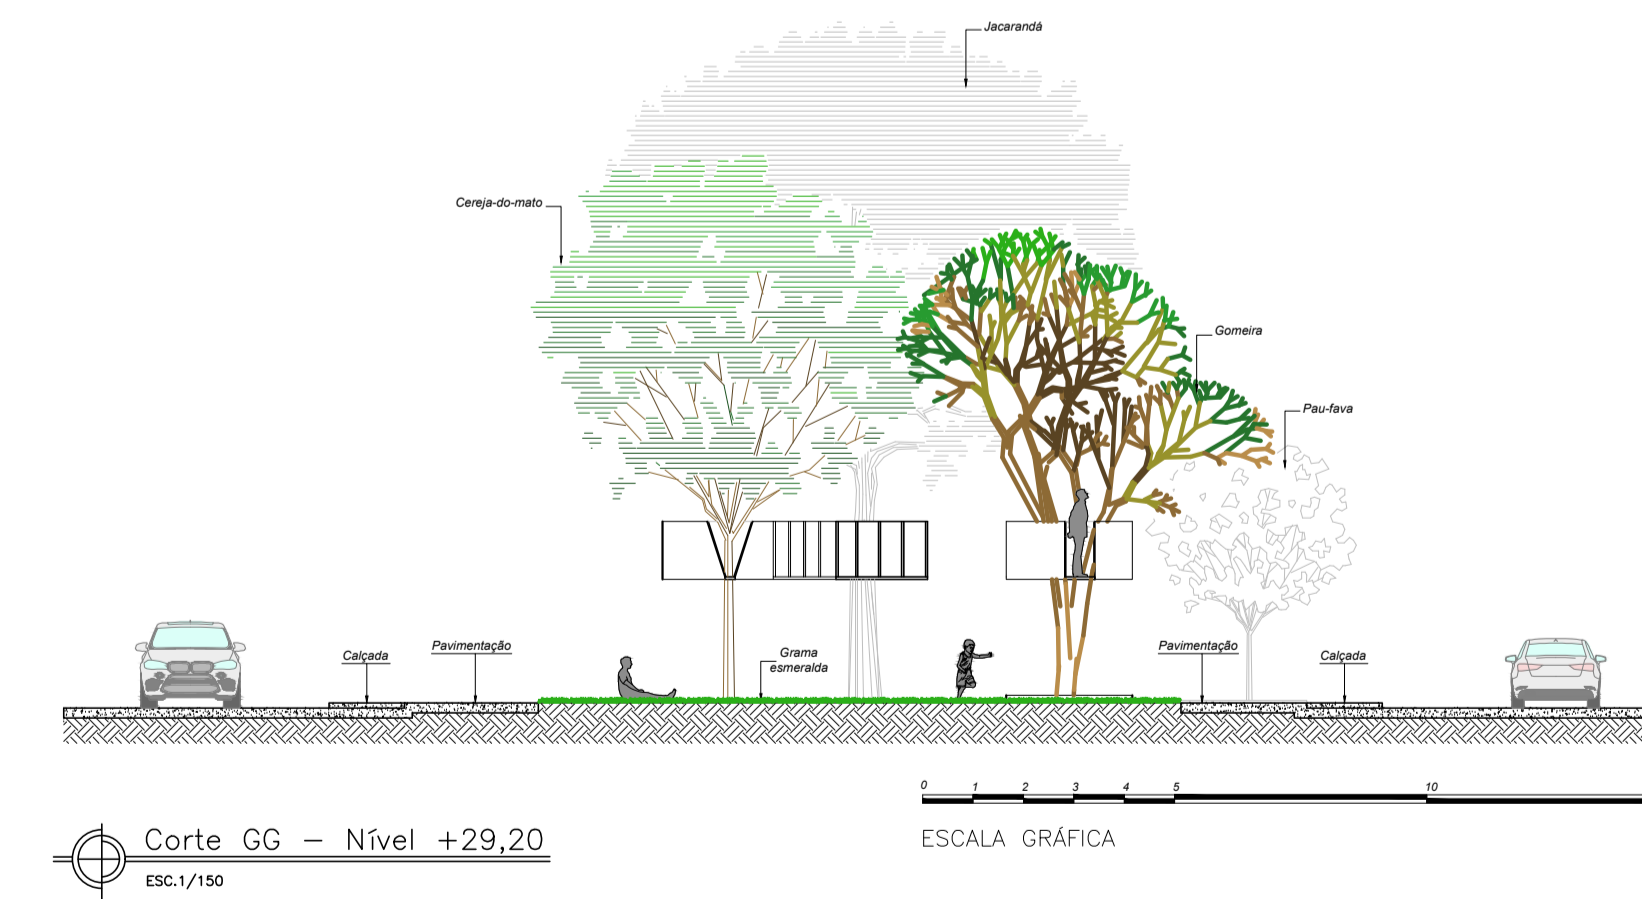 Jacarandá
Cereja-do-mato
Gomeira
Pau-fava
Calçada
Pavimentação
Grama
esmeralda
Pavimentação
Calçada
0 1 2 3 4 5 10
ESCALA GRÁFICA
Corte GG – Nível +29,20
ESC.1/150